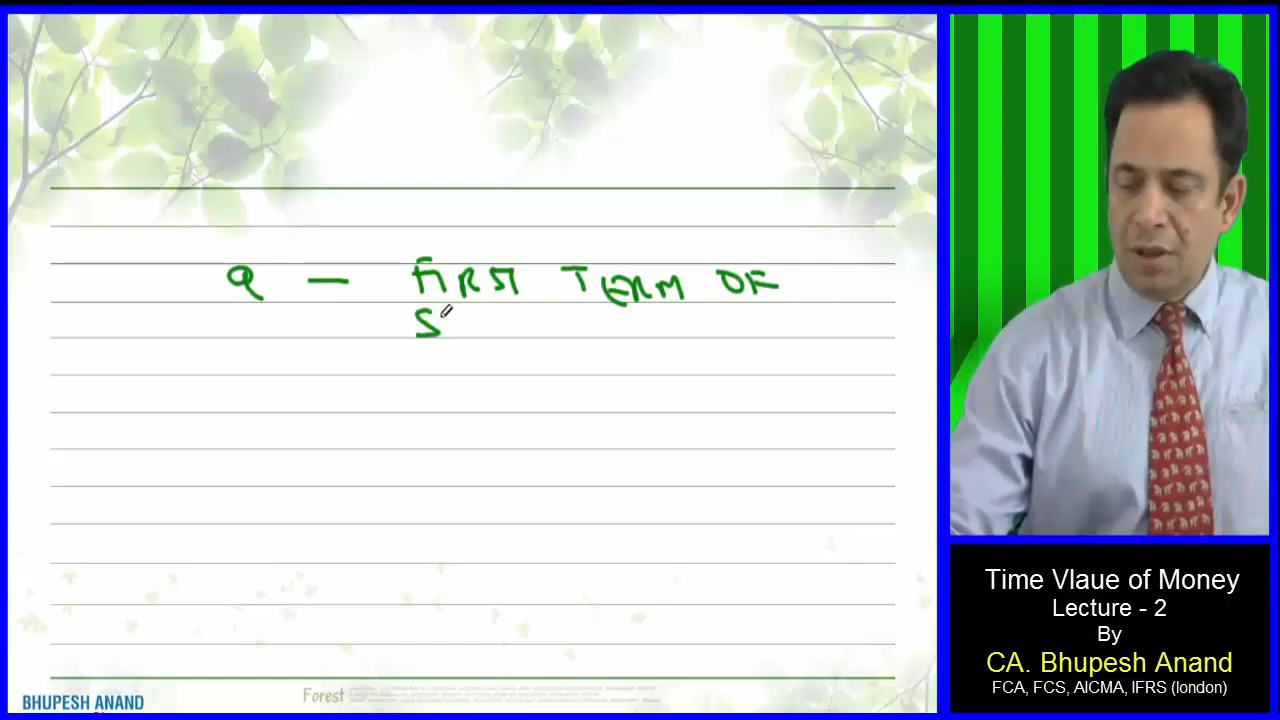 a — FIRST TERM OF
S
BHUPESH ANAND
Forest
Time Vlaue of Money
Lecture - 2
By
CA. Bhupesh Anand
FCA, FCS, AICMA, IFRS (london)